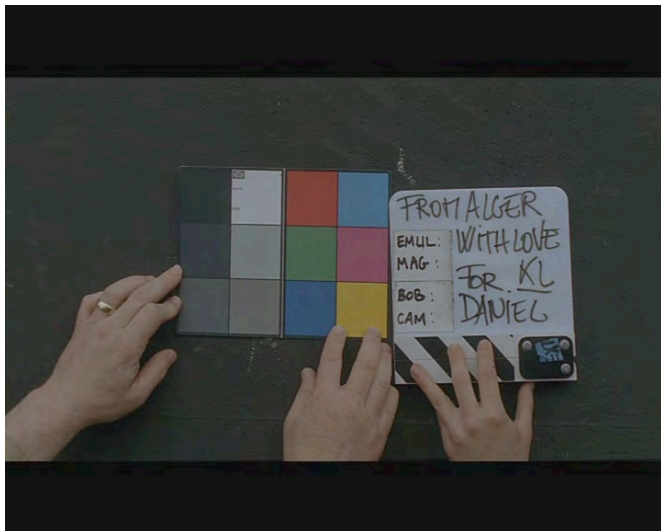 FROM ALGER
WITH LOVE
FOR. KL
DANIEL
EMUL:
MAG:
BOB:
CAM: